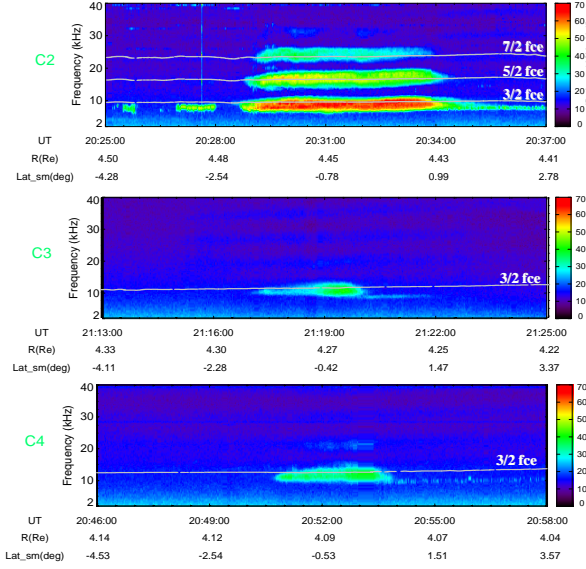 C2
Frequency (kHz)
40
30
20
10
2
7/2 fce
5/2 fce
3/2 fce
70
60
50
40
30
20
10
0
UT 20:25:00 20:28:00 20:31:00 20:34:00 20:37:00
R(Re) 4.50 4.48 4.45 4.43 4.41
Lat_sm(deg) -4.28 -2.54 -0.78 0.99 2.78
C3
Frequency (kHz)
40
30
20
10
2
3/2 fce
70
60
50
40
30
20
10
0
UT 21:13:00 21:16:00 21:19:00 21:22:00 21:25:00
R(Re) 4.33 4.30 4.27 4.25 4.22
Lat_sm(deg) -4.11 -2.28 -0.42 1.47 3.37
C4
Frequency (kHz)
40
30
20
10
2
3/2 fce
70
60
50
40
30
20
10
0
UT 20:46:00 20:49:00 20:52:00 20:55:00 20:58:00
R(Re) 4.14 4.12 4.09 4.07 4.04
Lat_sm(deg) -4.53 -2.54 -0.53 1.51 3.57